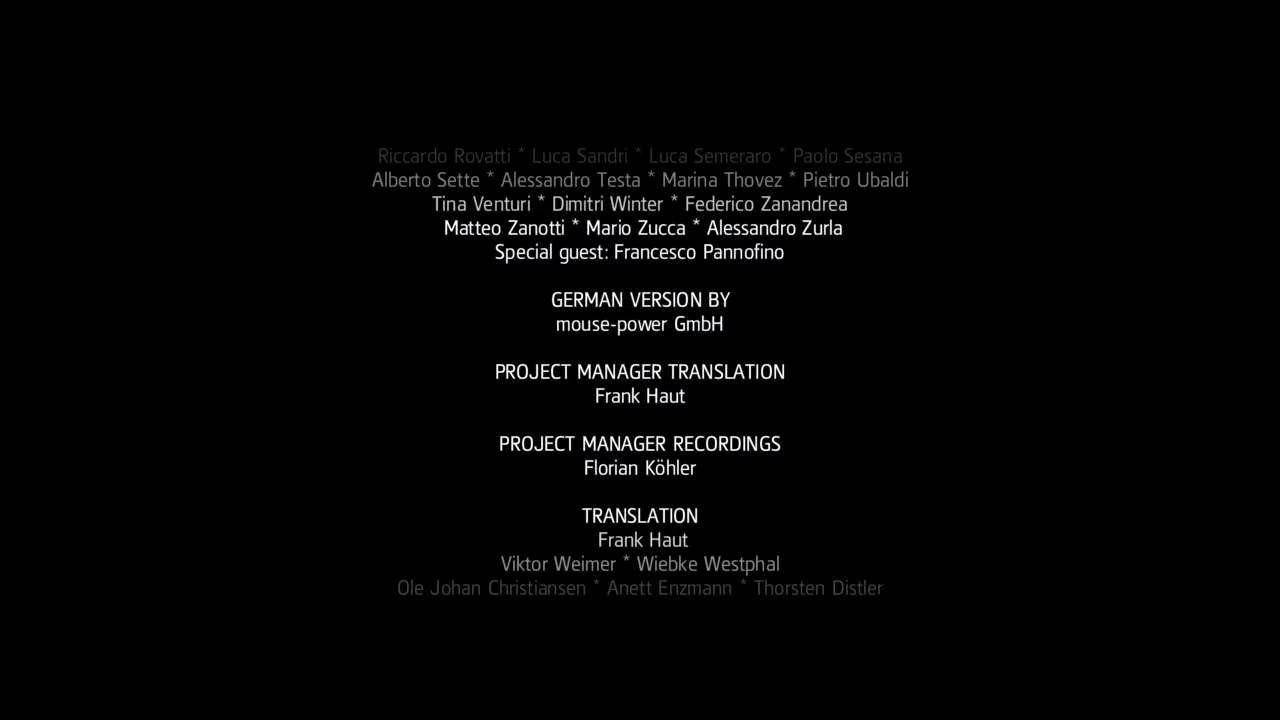 Riccardo Rovatti * Luca Sandri * Luca Semeraro * Paolo Sesana
Alberto Sette * Alessandro Testa * Marina Thovez * Pietro Ubaldi
Tina Venturi * Dimitri Winter * Federico Zanandrea
Matteo Zanotti * Mario Zucca * Alessandro Zurla
Special guest: Francesco Pannofino
GERMAN VERSION BY
mouse-power GmbH
PROJECT MANAGER TRANSLATION
Frank Haut
PROJECT MANAGER RECORDINGS
Florian Köhler
TRANSLATION
Frank Haut
Viktor Weimer * Wiebke Westphal
Ole Johan Christiansen * Anett Enzmann * Thorsten Distler